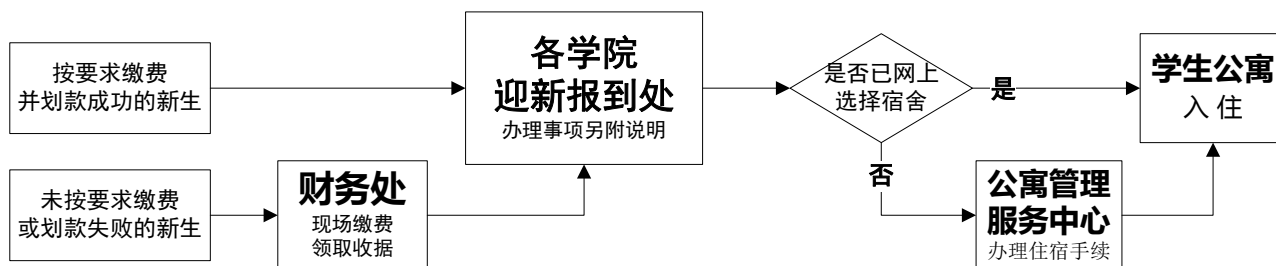 按要求缴费
并划款成功的新生
各学院
迎新报到处
办理事项另附说明
是否已网上
选择宿舍
是
学生公寓
入 住
未按要求缴费
或划款失败的新生
财务处
现场缴费
领取收据
否
公寓管理
服务中心
办理住宿手续